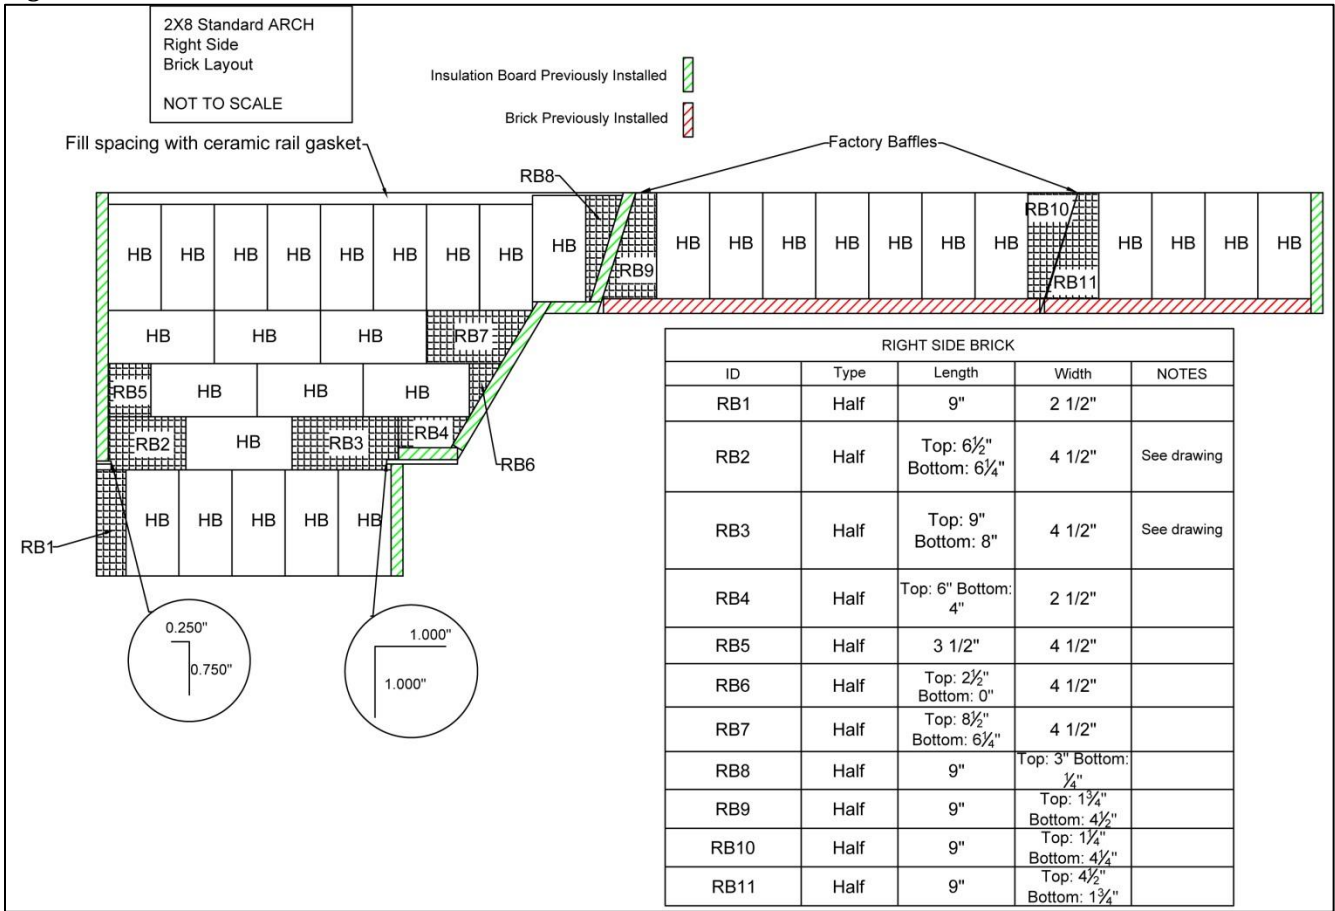 2X8 Standard ARCH
Right Side
Brick Layout
NOT TO SCALE
Insulation Board Previously Installed
Brick Previously Installed
Fill spacing with ceramic rail gasket
Factory Baffles
RB8
RB10
HB HB HB HB HB HB HB HB HB
RB9
HB HB HB HB HB HB HB
RB11
HB HB HB HB
HB HB HB RB7
RB5 HB HB HB
RB2 HB RB3 RB4
RB6
RB1
HB HB HB HB HB
0.250"
0.750"
1.000"
1.000"
RIGHT SIDE BRICK
ID Type Length Width NOTES
RB1 Half 9" 2 1/2"
RB2 Half Top: 6½" Bottom: 6¼" 4 1/2" See drawing
RB3 Half Top: 9" Bottom: 8" 4 1/2" See drawing
RB4 Half Top: 6" Bottom: 4" 2 1/2"
RB5 Half 3 1/2" 4 1/2"
RB6 Half Top: 2½" Bottom: 0" 4 1/2"
RB7 Half Top: 8½" Bottom: 6¼" 4 1/2"
RB8 Half 9" Top: 3" Bottom: ¼"
RB9 Half 9" Top: 1¾" Bottom: 4½"
RB10 Half 9" Top: 1¼" Bottom: 4¼"
RB11 Half 9" Top: 4½" Bottom: 1¾"